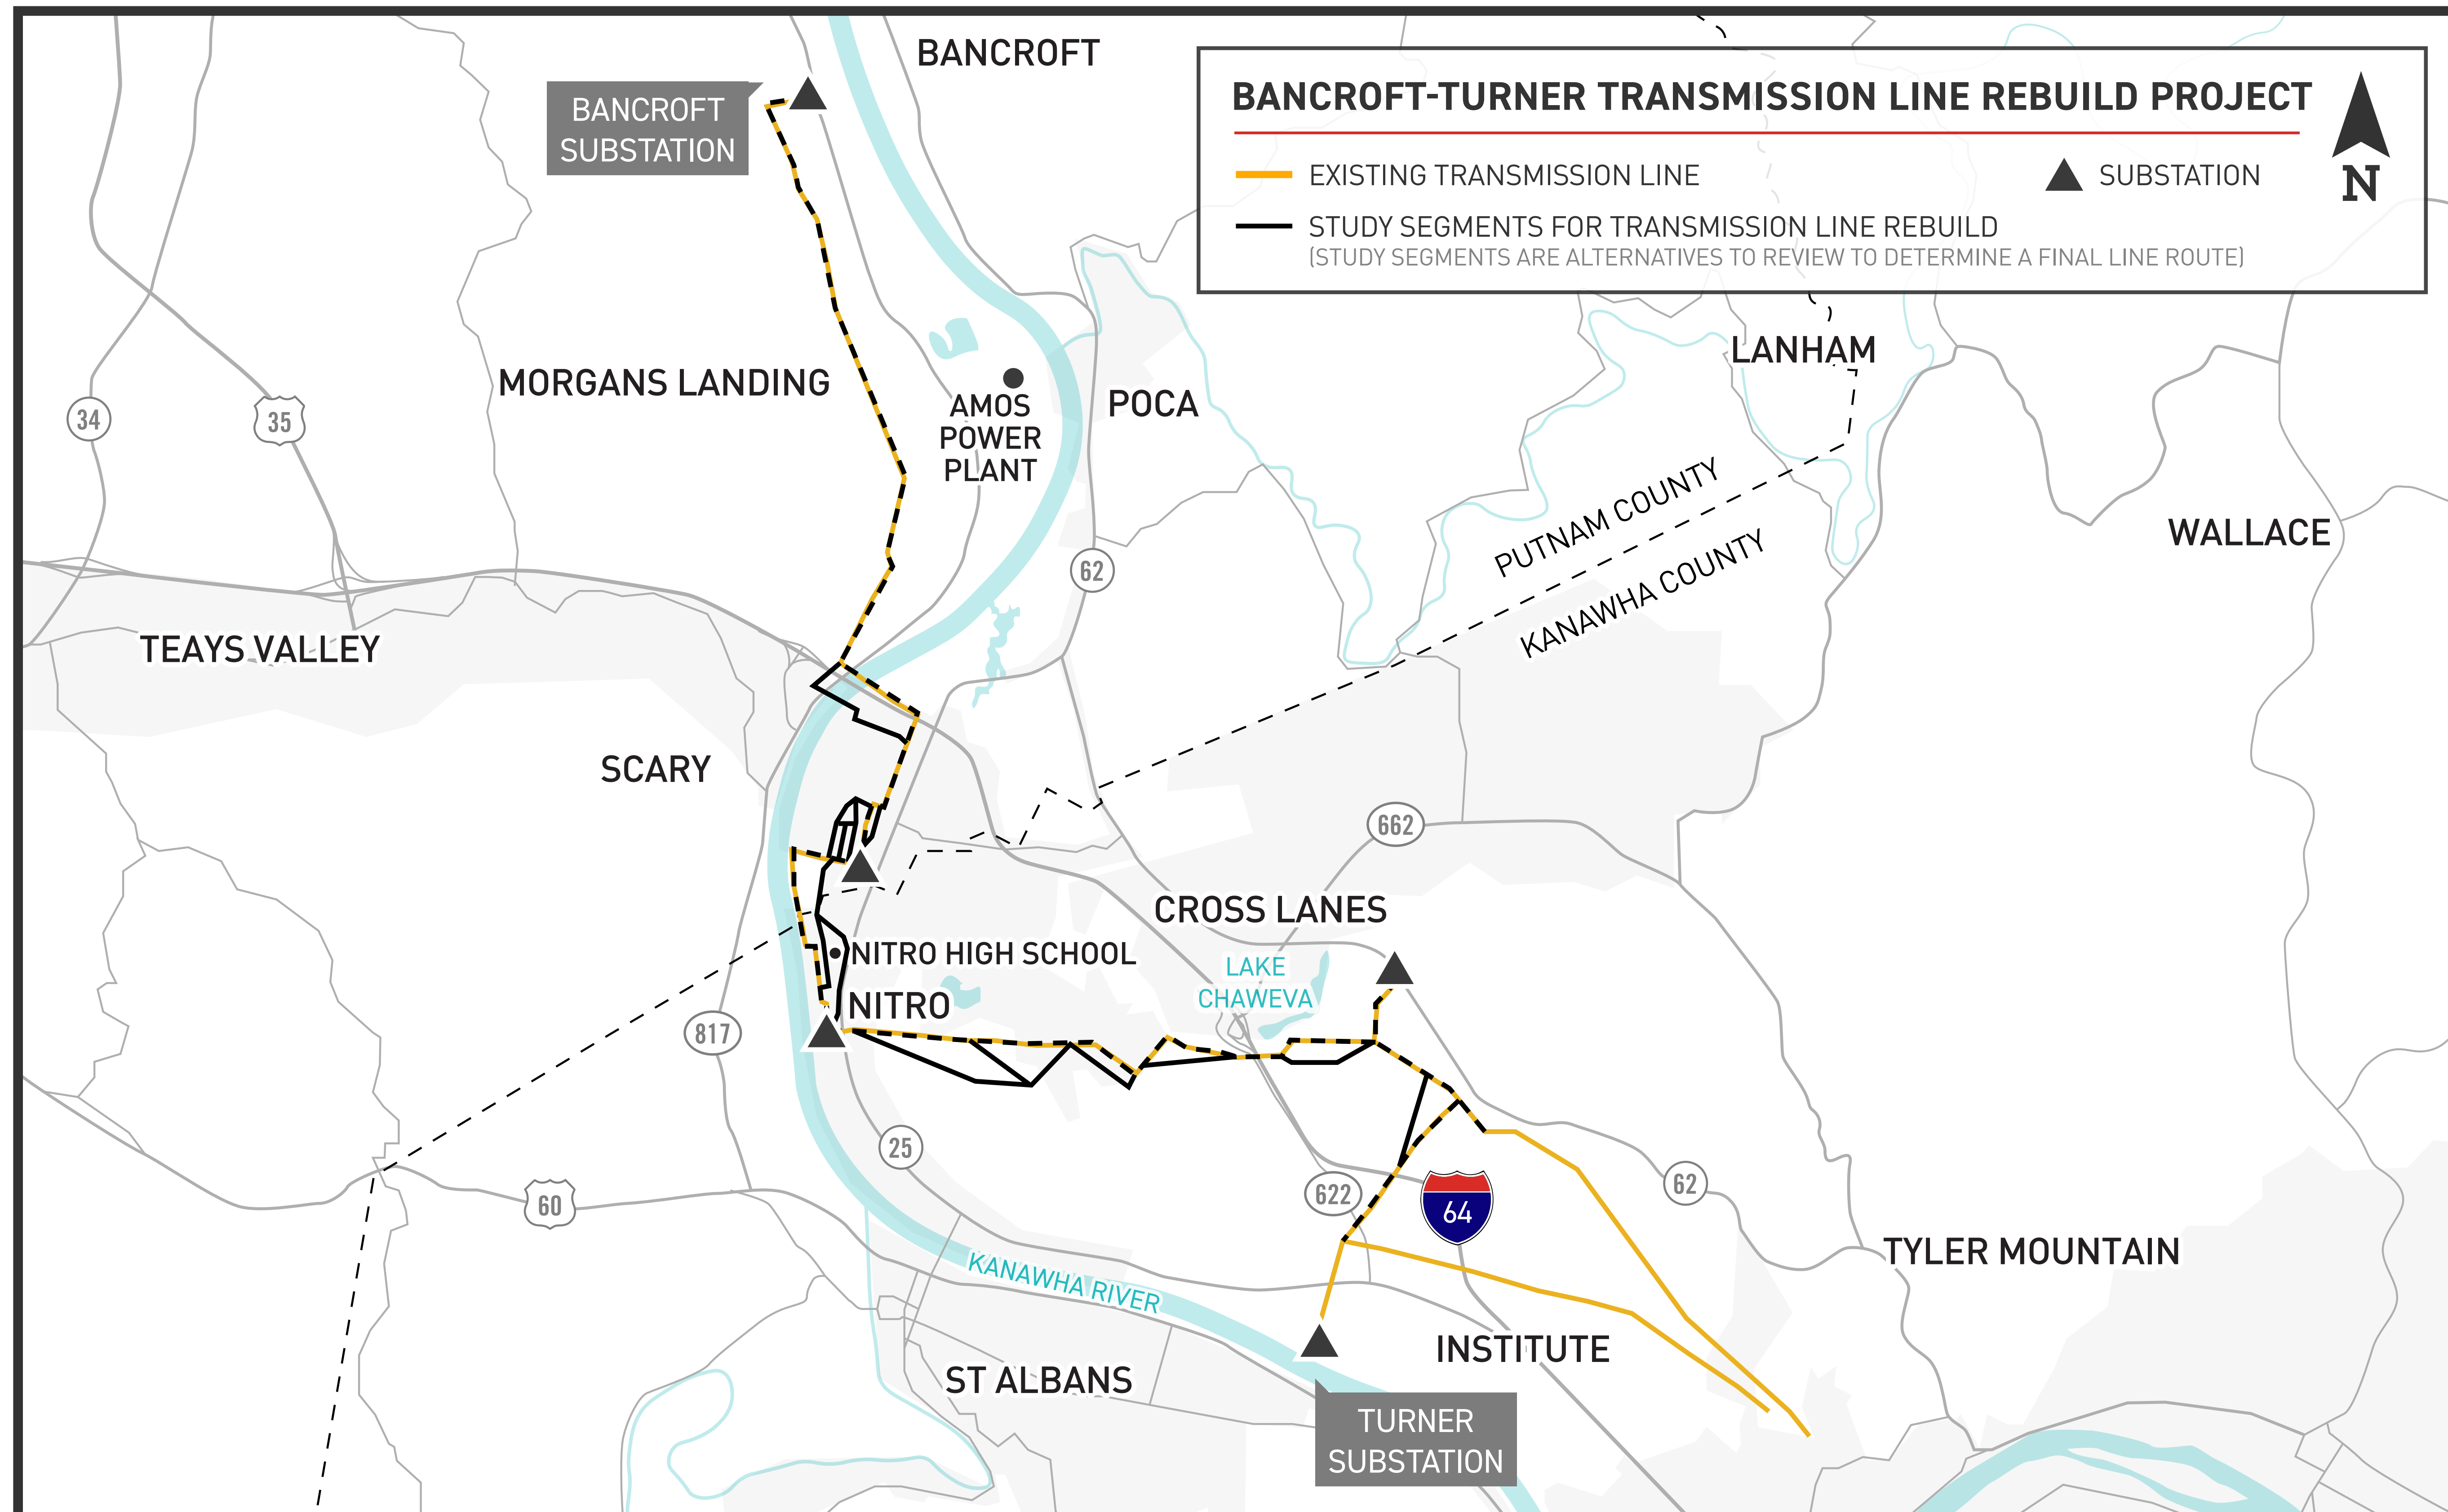 BANCROFT
BANCROFT-TURNER TRANSMISSION LINE REBUILD PROJECT
EXISTING TRANSMISSION LINE
SUBSTATION
STUDY SEGMENTS FOR TRANSMISSION LINE REBUILD
(STUDY SEGMENTS ARE ALTERNATIVES TO REVIEW TO DETERMINE A FINAL LINE ROUTE)
N
BANCROFT
SUBSTATION
LANHAM
MORGANS LANDING
AMOS
POWER
PLANT
POCA
34
35
62
PUTNAM COUNTY
KANAWHA COUNTY
WALLACE
TEAYS VALLEY
SCARY
662
CROSS LANES
NITRO HIGH SCHOOL
LAKE
CHAWEVA
NITRO
817
25
60
622
64
62
TYLER MOUNTAIN
KANAWHA RIVER
INSTITUTE
ST ALBANS
TURNER
SUBSTATION